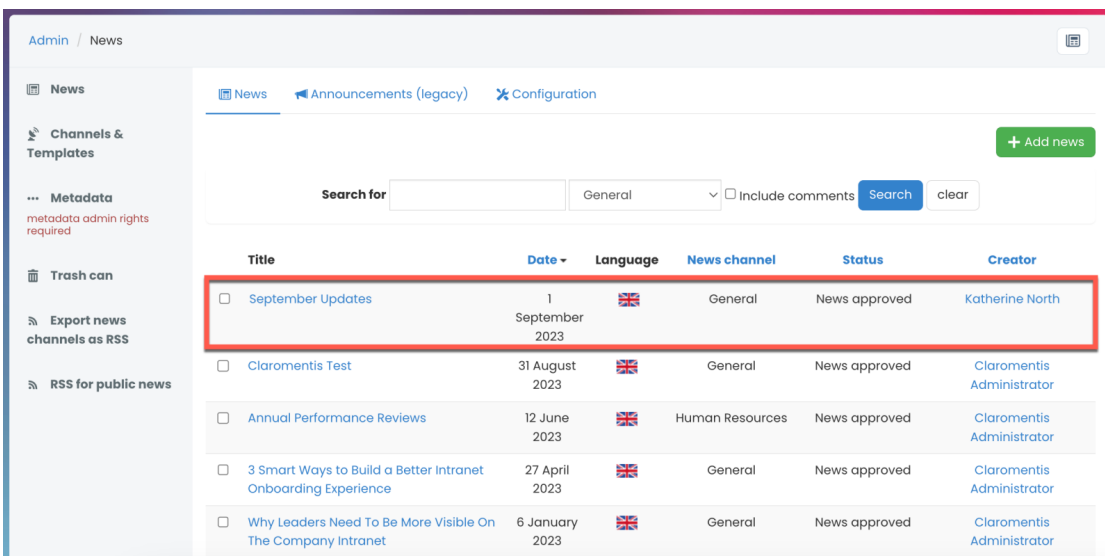 Admin / News
News
Channels &
Templates
Metadata
metadata admin rights
required
Trash can
Export news
channels as RSS
RSS for public news
News Announcements (legacy) Configuration
+ Add news
Search for General Include comments Search clear
Title Date Language News channel Status Creator
September Updates 1 General News approved Katherine North
September
2023
Claromentis Test 31 August General News approved Claromentis
2023 Administrator
Annual Performance Reviews 12 June Human Resources News approved Claromentis
2023 Administrator
3 Smart Ways to Build a Better Intranet 27 April General News approved Claromentis
Onboarding Experience 2023 Administrator
Why Leaders Need To Be More Visible On 6 January General News approved Claromentis
The Company Intranet 2023 Administrator